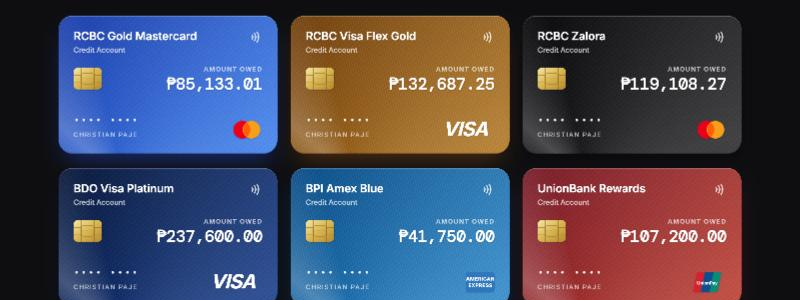 RCBC Gold Mastercard
Credit Account
AMOUNT OWED
₱85,133.01
•••• ••••
CHRISTIAN PAJE
RCBC Visa Flex Gold
Credit Account
AMOUNT OWED
₱132,687.25
•••• ••••
CHRISTIAN PAJE
VISA
RCBC Zalora
Credit Account
AMOUNT OWED
₱119,108.27
•••• ••••
CHRISTIAN PAJE
BDO Visa Platinum
Credit Account
AMOUNT OWED
₱237,600.00
•••• ••••
CHRISTIAN PAJE
VISA
BPI Amex Blue
Credit Account
AMOUNT OWED
₱41,750.00
•••• ••••
CHRISTIAN PAJE
AMERICAN
EXPRESS
UnionBank Rewards
Credit Account
AMOUNT OWED
₱107,200.00
•••• ••••
CHRISTIAN PAJE
UnionPay